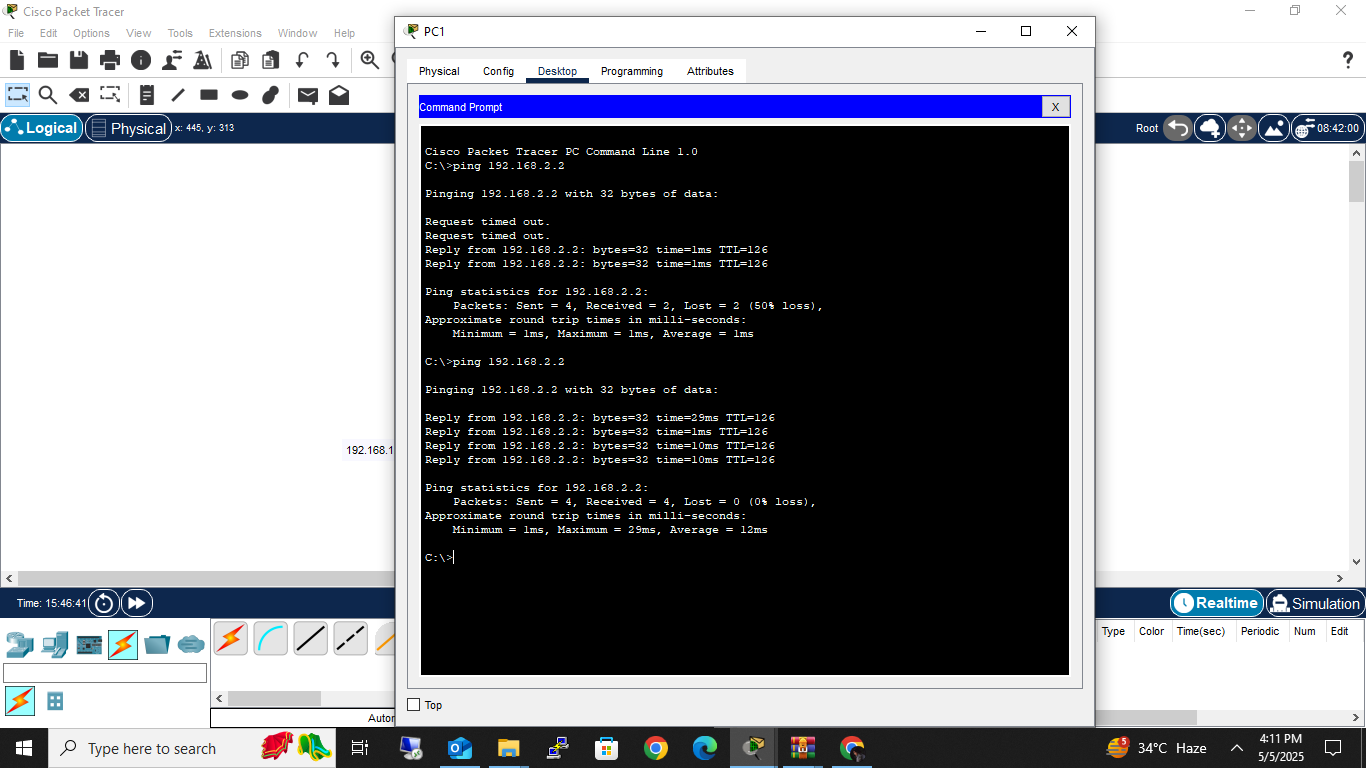 Cisco Packet Tracer
File Edit Options View Tools Extensions Window Help
Logical
Physical
x: 445, y: 313
Root
08:42:00
192.168.1
PC1
Physical Config Desktop Programming Attributes
Command Prompt
X
Cisco Packet Tracer PC Command Line 1.0
C:\>ping 192.168.2.2
Pinging 192.168.2.2 with 32 bytes of data:
Request timed out.
Request timed out.
Reply from 192.168.2.2: bytes=32 time=1ms TTL=126
Reply from 192.168.2.2: bytes=32 time=1ms TTL=126
Ping statistics for 192.168.2.2:
Packets: Sent = 4, Received = 2, Lost = 2 (50% loss),
Approximate round trip times in milli-seconds:
Minimum = 1ms, Maximum = 1ms, Average = 1ms
C:\>ping 192.168.2.2
Pinging 192.168.2.2 with 32 bytes of data:
Reply from 192.168.2.2: bytes=32 time=29ms TTL=126
Reply from 192.168.2.2: bytes=32 time=1ms TTL=126
Reply from 192.168.2.2: bytes=32 time=10ms TTL=126
Reply from 192.168.2.2: bytes=32 time=10ms TTL=126
Ping statistics for 192.168.2.2:
Packets: Sent = 4, Received = 4, Lost = 0 (0% loss),
Approximate round trip times in milli-seconds:
Minimum = 1ms, Maximum = 29ms, Average = 12ms
C:\>
Top
Time: 15:46:41
Realtime
Simulation
Autor
Type Color Time(sec) Periodic Num Edit
Type here to search
5
34°C Haze
4:11 PM
5/5/2025